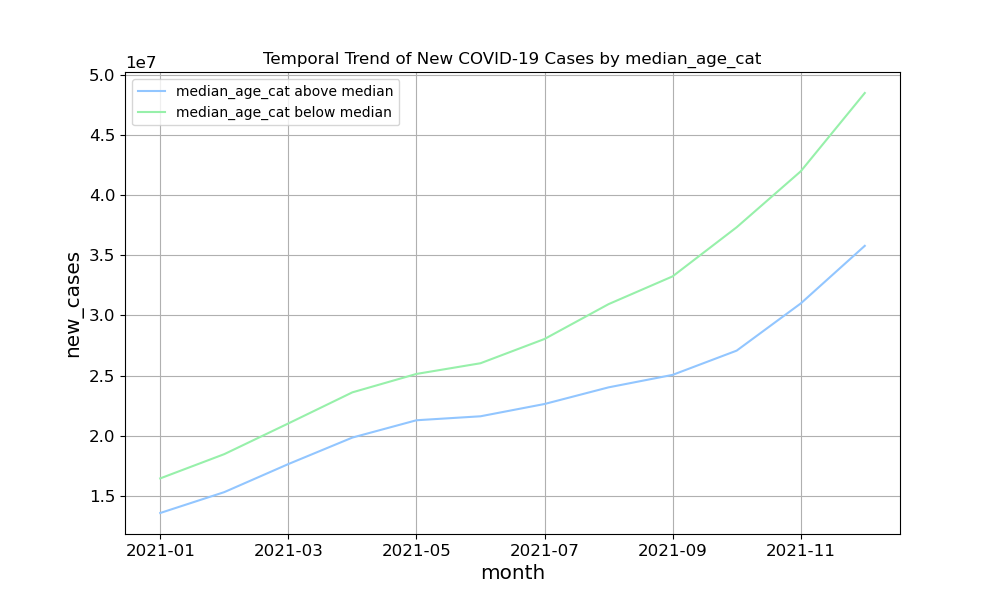 Temporal Trend of New COVID-19 Cases by median_age_cat
1e7
median_age_cat above median
median_age_cat below median
5.0
4.5
4.0
3.5
3.0
2.5
2.0
1.5
new_cases
2021-01 2021-03 2021-05 2021-07 2021-09 2021-11
month